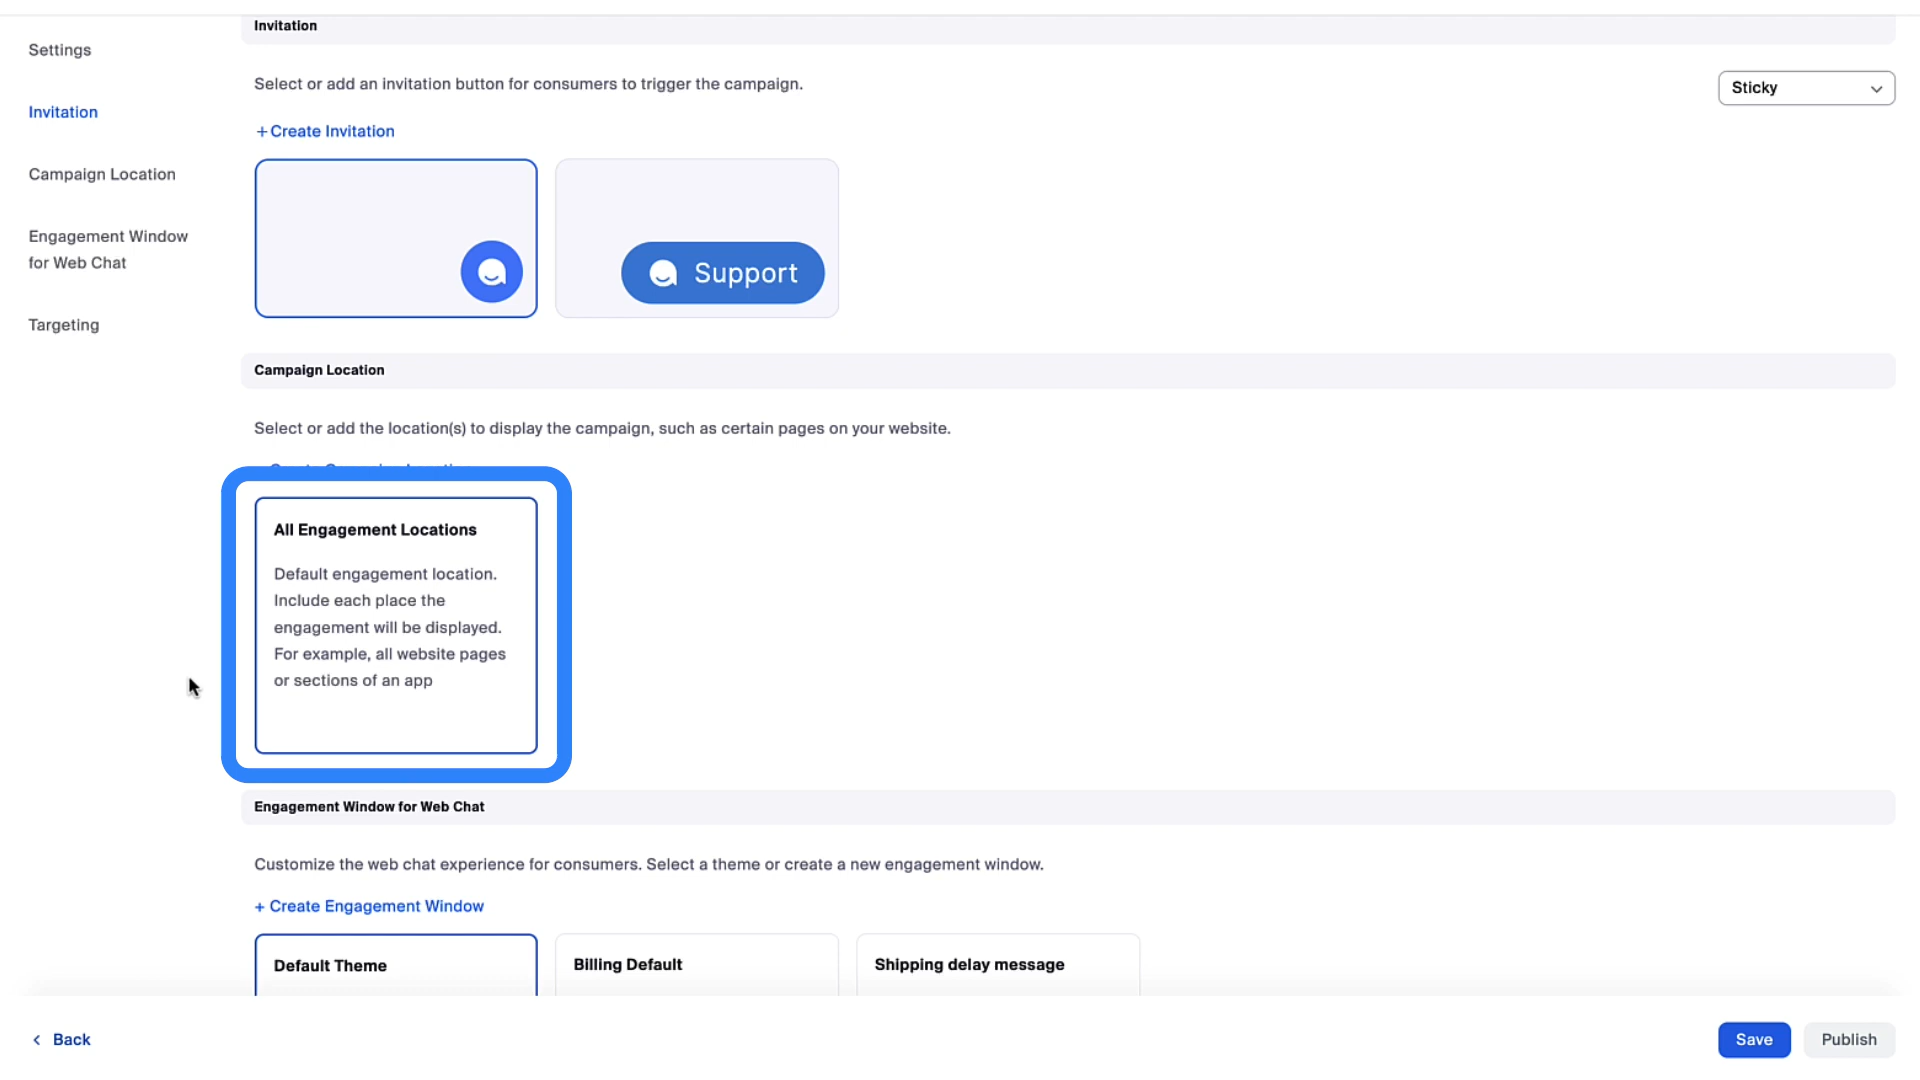 Invitation
Settings
Select or add an invitation button for consumers to trigger the campaign.
Sticky
Invitation
+Create Invitation
Campaign Location
Engagement Window
for Web Chat
Support
Targeting
Campaign Location
Select or add the location(s) to display the campaign, such as certain pages on your website.
All Engagement Locations
Default engagement location.
Include each place the
engagement will be displayed.
For example, all website pages
or sections of an app
Engagement Window for Web Chat
Customize the web chat experience for consumers. Select a theme or create a new engagement window.
+ Create Engagement Window
Default Theme
Billing Default
Shipping delay message
Back
Save
Publish